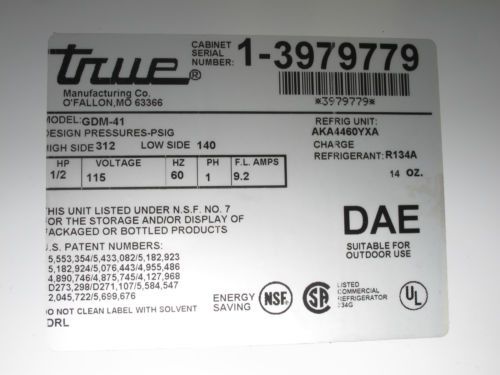 true®
Manufacturing Co.
O'FALLON, MO 63366
CABINET SERIAL NUMBER: 1-3979779
*3979779*
MODEL: GDM-41
DESIGN PRESSURES-PSIG
HIGH SIDE 312 LOW SIDE 140
REFRIG UNIT:
AKA4460YXA
CHARGE
REFRIGERANT: R134A
14 OZ.
HP VOLTAGE HZ PH F.L. AMPS
1/2 115 60 1 9.2
THIS UNIT LISTED UNDER N.S.F. NO. 7
FOR THE STORAGE AND/OR DISPLAY OF
PACKAGED OR BOTTLED PRODUCTS
DAE
SUITABLE FOR
OUTDOOR USE
U.S. PATENT NUMBERS:
5,553,354/5,433,082/5,182,923
5,182,924/5,076,443/4,955,486
4,890,746/4,875,745/4,127,968
D273,298/D271,107/5,584,547
2,045,722/5,699,676
DO NOT CLEAN LABEL WITH SOLVENT
DRL
ENERGY
SAVING
NSF®
SA
LISTED
COMMERCIAL
REFRIGERATOR
334G
UL